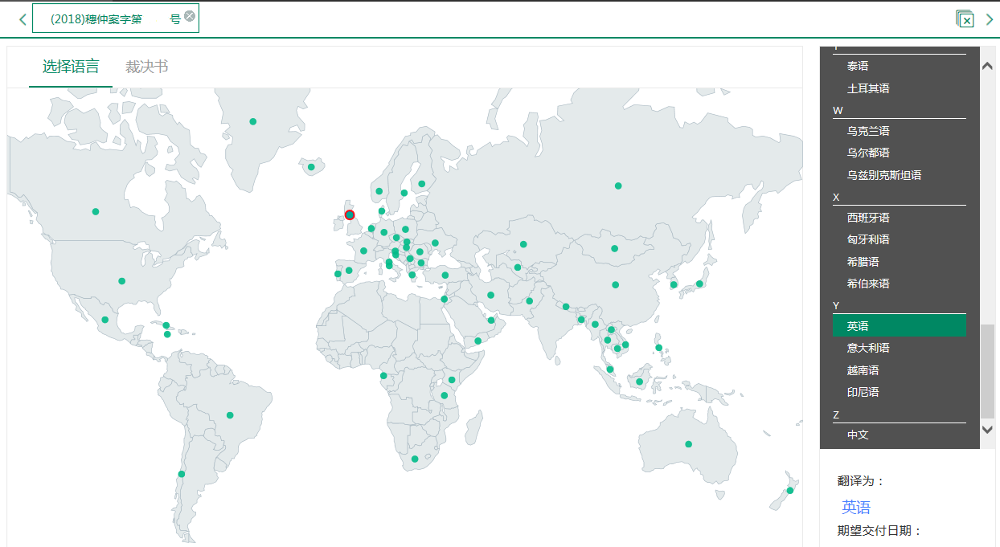 (2018)穗仲案字第 号
选择语言 裁决书
泰语
土耳其语
W
乌克兰语
乌尔都语
乌兹别克斯坦语
X
西班牙语
匈牙利语
希腊语
希伯来语
Y
英语
意大利语
越南语
印尼语
Z
中文
翻译为：
英语
期望交付日期：